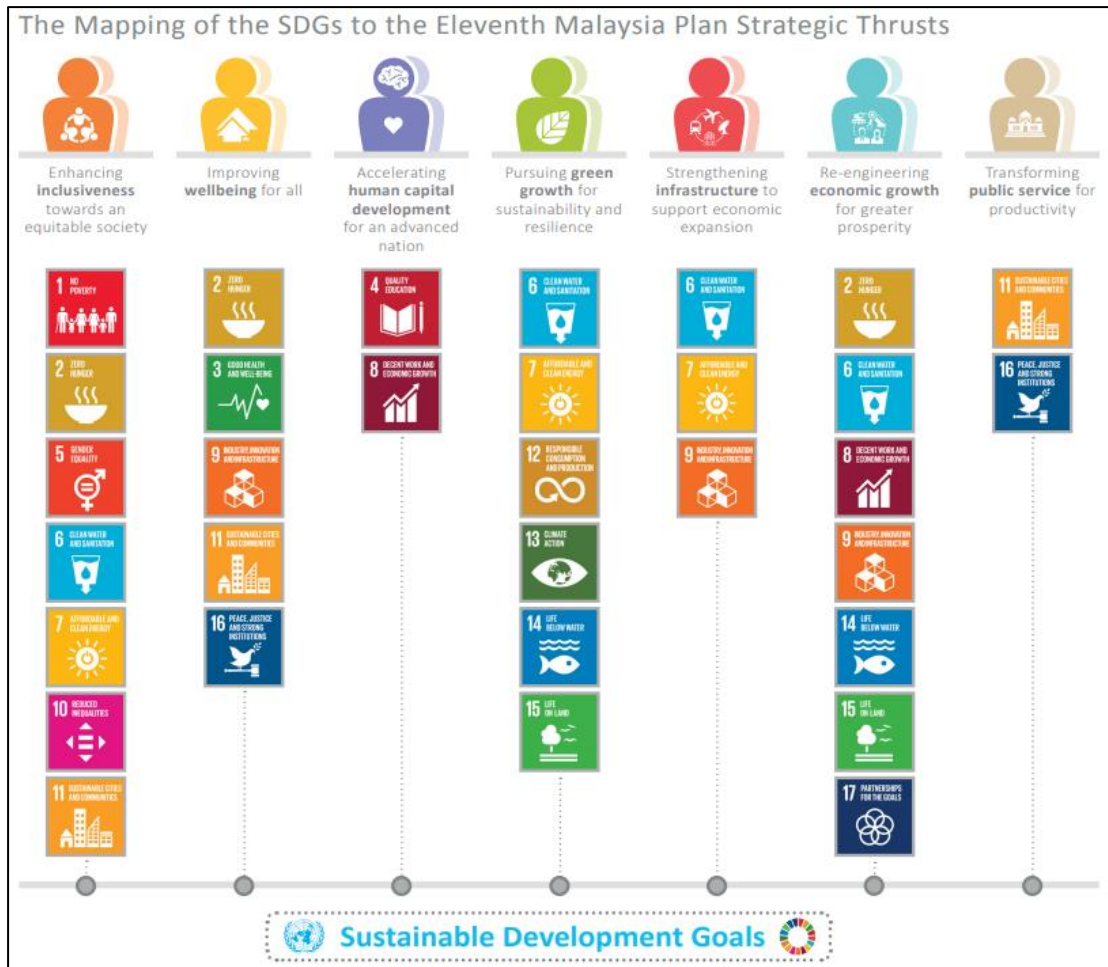 The Mapping of the SDGs to the Eleventh Malaysia Plan Strategic Thrusts
Enhancing
inclusiveness
towards an
equitable society
Improving
wellbeing for all
Accelerating
human capital
development
for an advanced
nation
Pursuing green
growth for
sustainability and
resilience
Strengthening
infrastructure to
support economic
expansion
Re-engineering
economic growth
for greater
prosperity
Transforming
public service for
productivity
1 NO
POVERTY
2 ZERO
HUNGER
5 GENDER
EQUALITY
6 CLEAN WATER
AND SANITATION
7 AFFORDABLE AND
CLEAN ENERGY
10 REDUCED
INEQUALITIES
11 SUSTAINABLE CITIES
AND COMMUNITIES
2 ZERO
HUNGER
3 GOOD HEALTH
AND WELL-BEING
9 INDUSTRY, INNOVATION
AND INFRASTRUCTURE
11 SUSTAINABLE CITIES
AND COMMUNITIES
16 PEACE, JUSTICE
AND STRONG
INSTITUTIONS
4 QUALITY
EDUCATION
8 DECENT WORK AND
ECONOMIC GROWTH
6 CLEAN WATER
AND SANITATION
7 AFFORDABLE AND
CLEAN ENERGY
12 RESPONSIBLE
CONSUMPTION
AND PRODUCTION
13 CLIMATE
ACTION
14 LIFE
BELOW WATER
15 LIFE
ON LAND
6 CLEAN WATER
AND SANITATION
7 AFFORDABLE AND
CLEAN ENERGY
9 INDUSTRY, INNOVATION
AND INFRASTRUCTURE
2 ZERO
HUNGER
6 CLEAN WATER
AND SANITATION
8 DECENT WORK AND
ECONOMIC GROWTH
9 INDUSTRY, INNOVATION
AND INFRASTRUCTURE
14 LIFE
BELOW WATER
15 LIFE
ON LAND
17 PARTNERSHIPS
FOR THE GOALS
11 SUSTAINABLE CITIES
AND COMMUNITIES
16 PEACE, JUSTICE
AND STRONG
INSTITUTIONS
Sustainable Development Goals